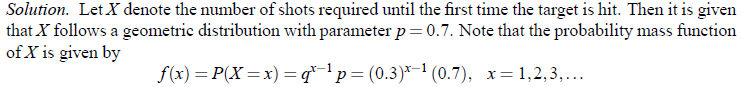 Solution. Let X denote the number of shots required until the first time the target is hit. Then it is given
that X follows a geometric distribution with parameter p = 0.7. Note that the probability mass function
of X is given by
f(x) = P(X = x) = q^{x−1} p = (0.3)^{x−1} (0.7),   x = 1,2,3,...